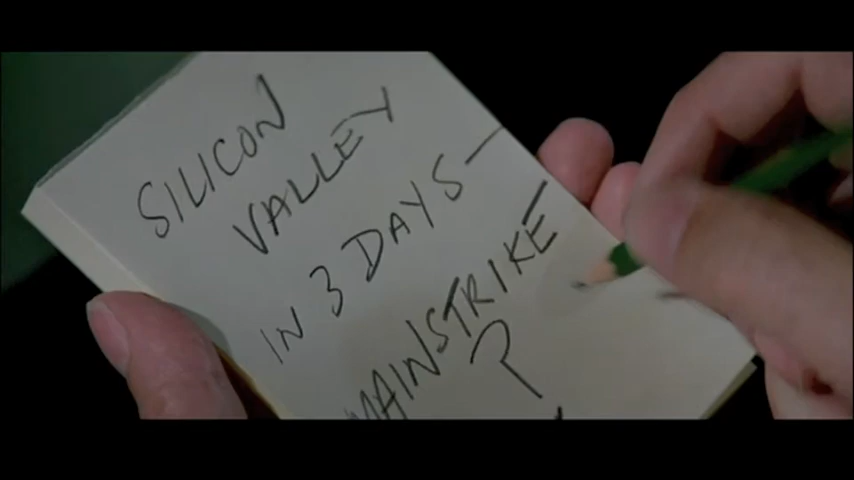 SILICON
VALLEY
IN 3 DAYS—
MAINSTRIKE
?